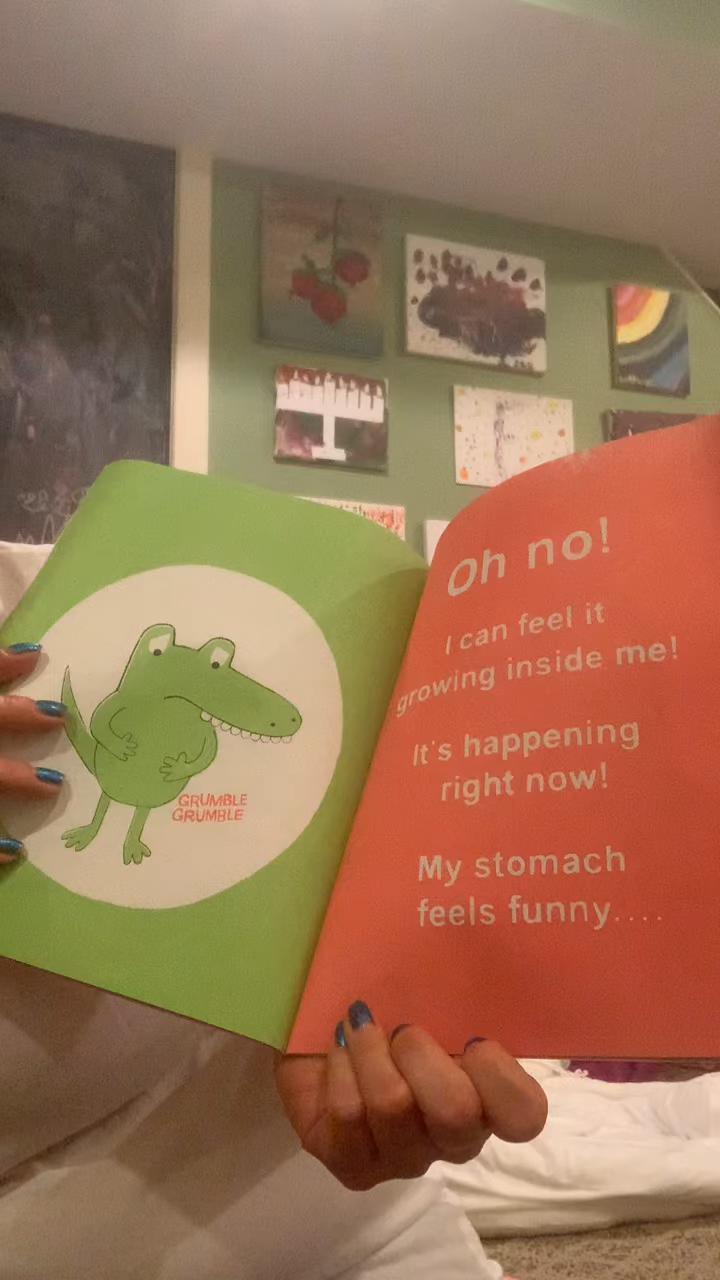 GRUMBLE
GRUMBLE
Oh no!
I can feel it
growing inside me!
It's happening
right now!
My stomach
feels funny....